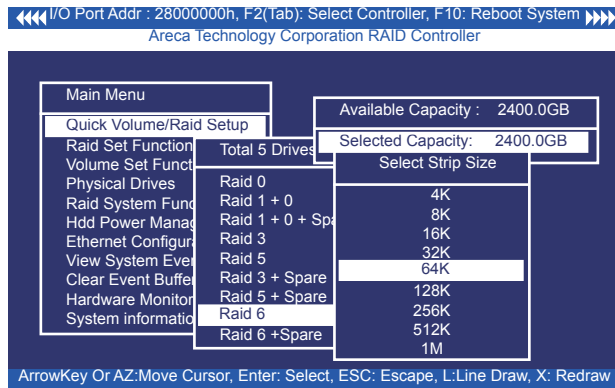 I/O Port Addr : 28000000h, F2(Tab): Select Controller, F10: Reboot System
Areca Technology Corporation RAID Controller
Main Menu
Quick Volume/Raid Setup
Raid Set Function
Volume Set Funct
Physical Drives
Raid System Func
Hdd Power Manag
Ethernet Configura
View System Even
Clear Event Buffer
Hardware Monitor
System informatio
Total 5 Drives
Raid 0
Raid 1 + 0
Raid 1 + 0 + Spa
Raid 3
Raid 5
Raid 3 + Spare
Raid 5 + Spare
Raid 6
Raid 6 +Spare
Available Capacity : 2400.0GB
Selected Capacity: 2400.0GB
Select Strip Size
4K
8K
16K
32K
64K
128K
256K
512K
1M
ArrowKey Or AZ:Move Cursor, Enter: Select, ESC: Escape, L:Line Draw, X: Redraw